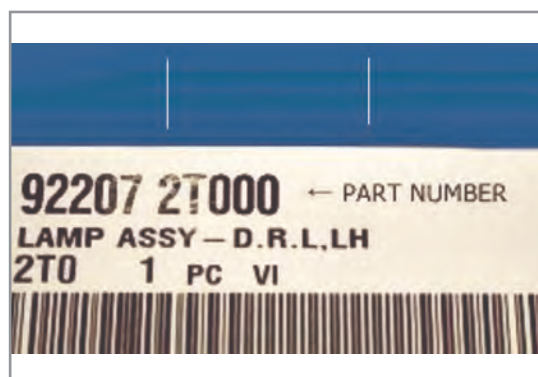 92207 2T000 ← PART NUMBER
LAMP ASSY – D.R.L,LH
2T0 1 PC VI